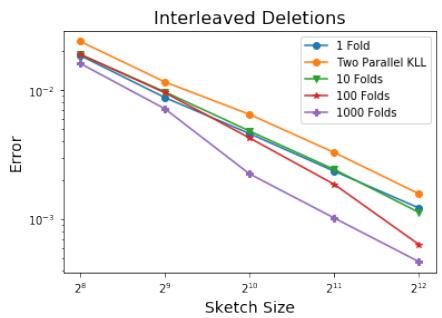 Interleaved Deletions
1 Fold
Two Parallel KLL
10 Folds
100 Folds
1000 Folds
Error
10⁻²
10⁻³
2⁸ 2⁹ 2¹⁰ 2¹¹ 2¹²
Sketch Size